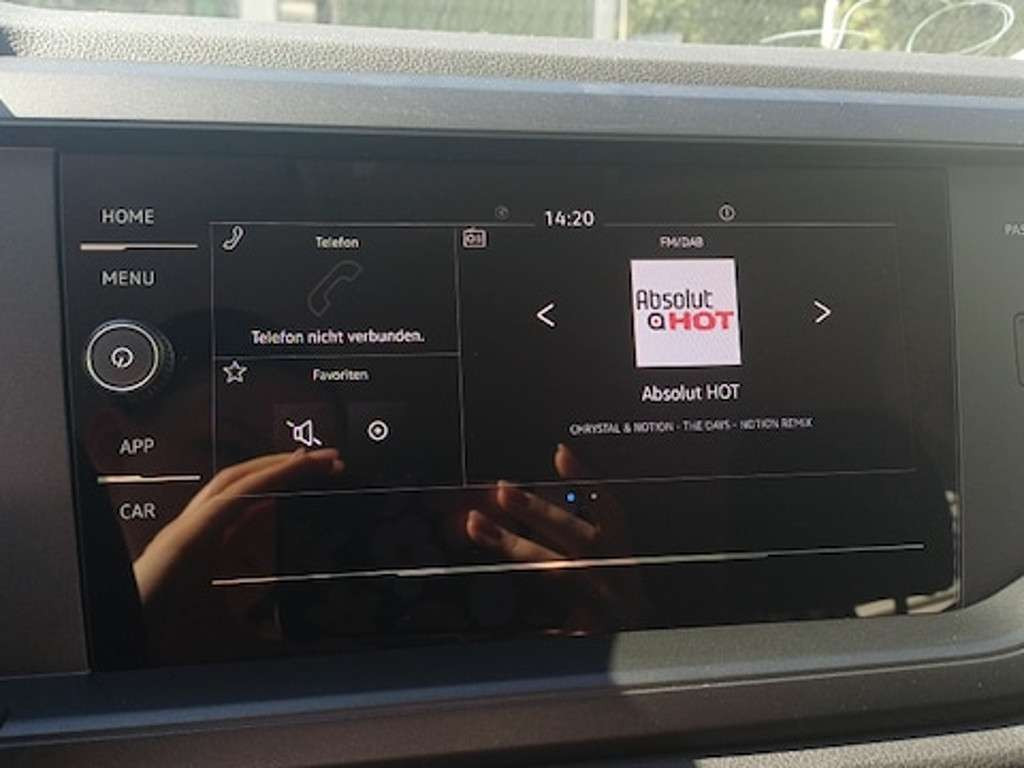 HOME
MENU
APP
CAR
14:20
Telefon
Telefon nicht verbunden.
Favoriten
FM/DAB
Absolut
HOT
Absolut HOT
CHRYSTAL & NOTION - THE DAYS - NOTION REMIX
PAS